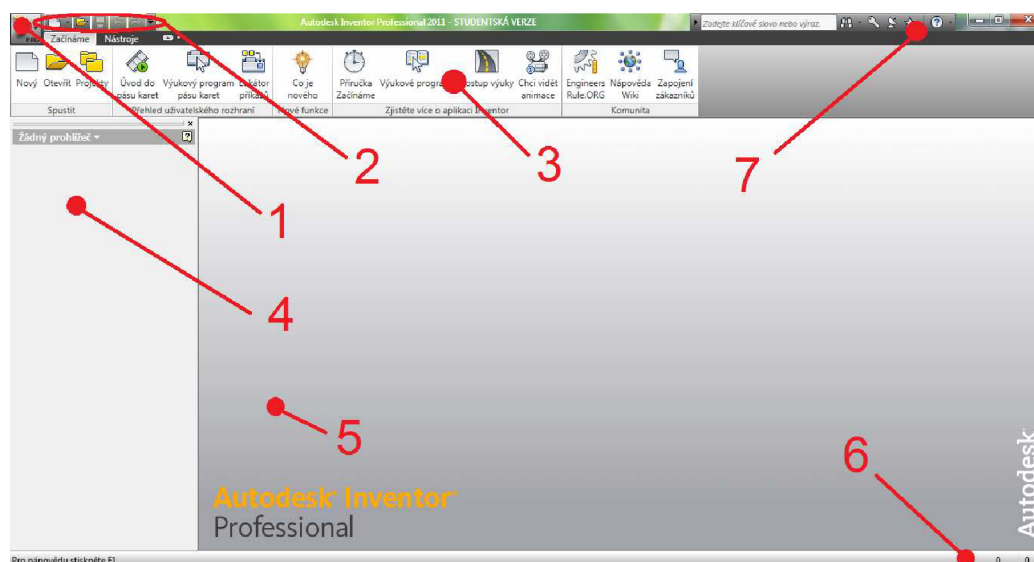 Autodesk Inventor Professional 2011 - STUDENTSKÁ VERZE
Zadejte klíčové slovo nebo výraz.
PRO
Začínáme Nástroje
Nový Otevřít Projekty
Úvod do pásu karet
Výukový program pásu karet
Lokátor příkazů
Co je nového
Příručka Začínáme
Výukové
Postup výuky
Chci vidět animace
Engineers Rule.ORG
Nápověda Wiki
Zapojení zákazníků
Spustit
Přehled uživatelského rozhraní
Nové funkce
Zjistěte více o aplikaci Inventor
Komunita
Žádný prohlížeč
1
2
3
4
5
6
7
Autodesk Inventor
Professional
Autodesk
Pro nápovědu stiskněte F1
0 0